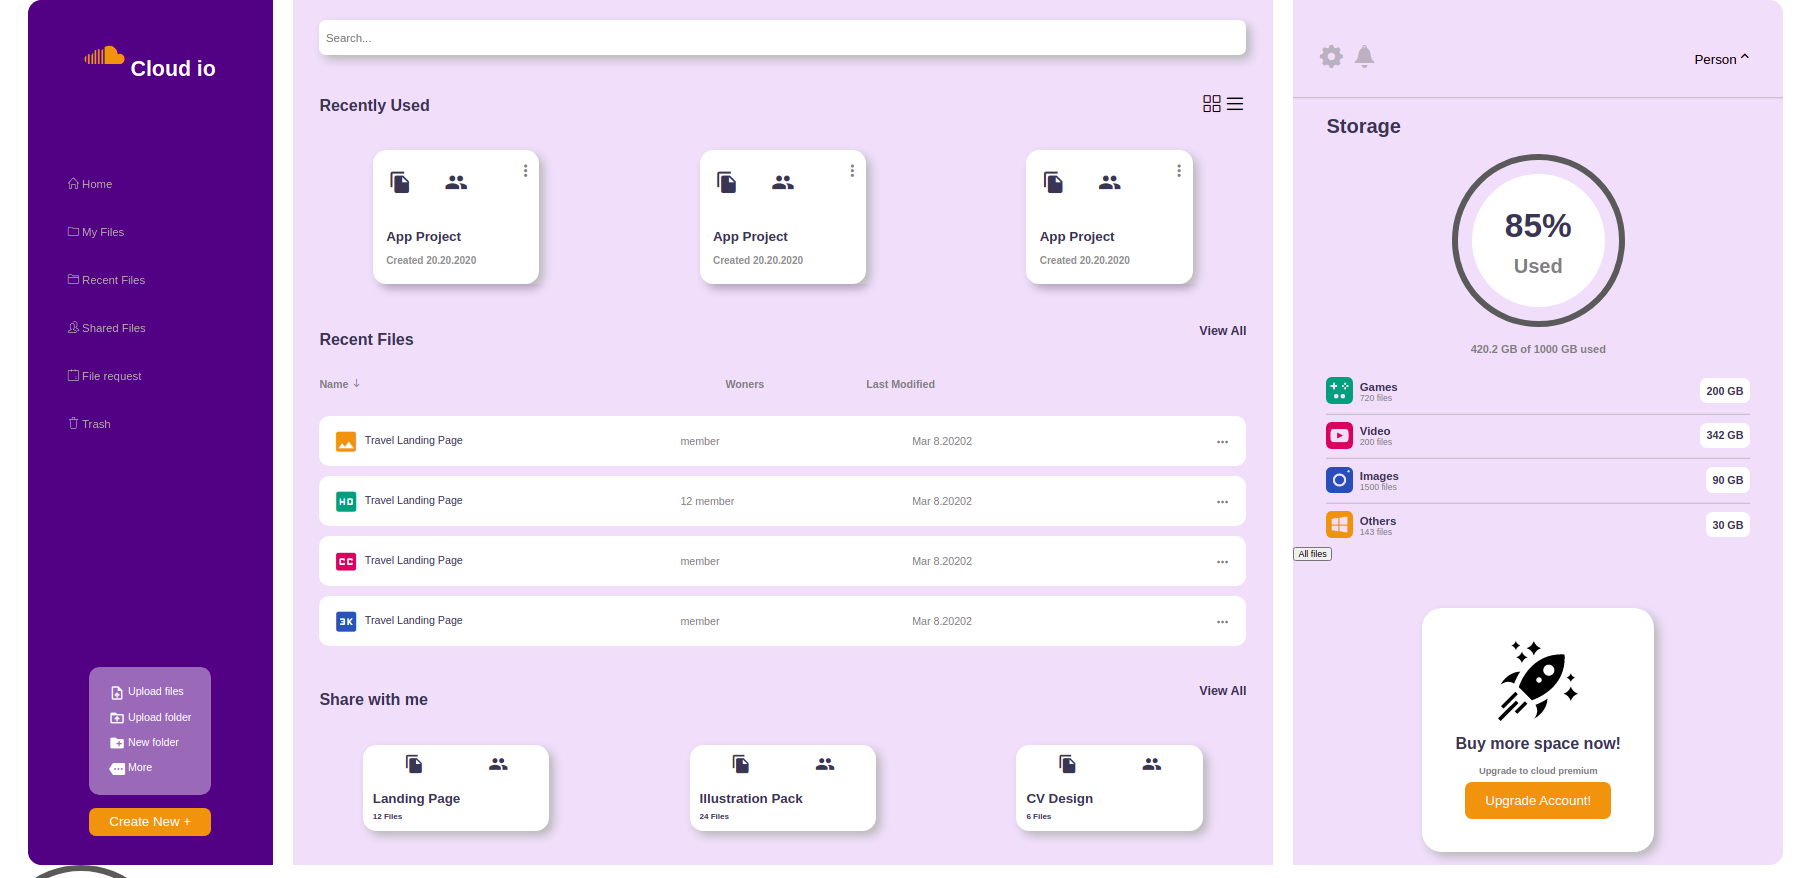 Cloud io
Home
My Files
Recent Files
Shared Files
File request
Trash
Upload files
Upload folder
New folder
More
Create New +
Search...
Recently Used
App Project
Created 20.20.2020
App Project
Created 20.20.2020
App Project
Created 20.20.2020
Recent Files
View All
Name Woners Last Modified
Travel Landing Page member Mar 8.20202
HD Travel Landing Page 12 member Mar 8.20202
CC Travel Landing Page member Mar 8.20202
3K Travel Landing Page member Mar 8.20202
Share with me
View All
Landing Page
12 Files
Illustration Pack
24 Files
CV Design
6 Files
Person
Storage
85%
Used
420.2 GB of 1000 GB used
Games
720 files
200 GB
Video
200 files
342 GB
Images
1500 files
90 GB
Others
143 files
30 GB
All files
Buy more space now!
Upgrade to cloud premium
Upgrade Account!